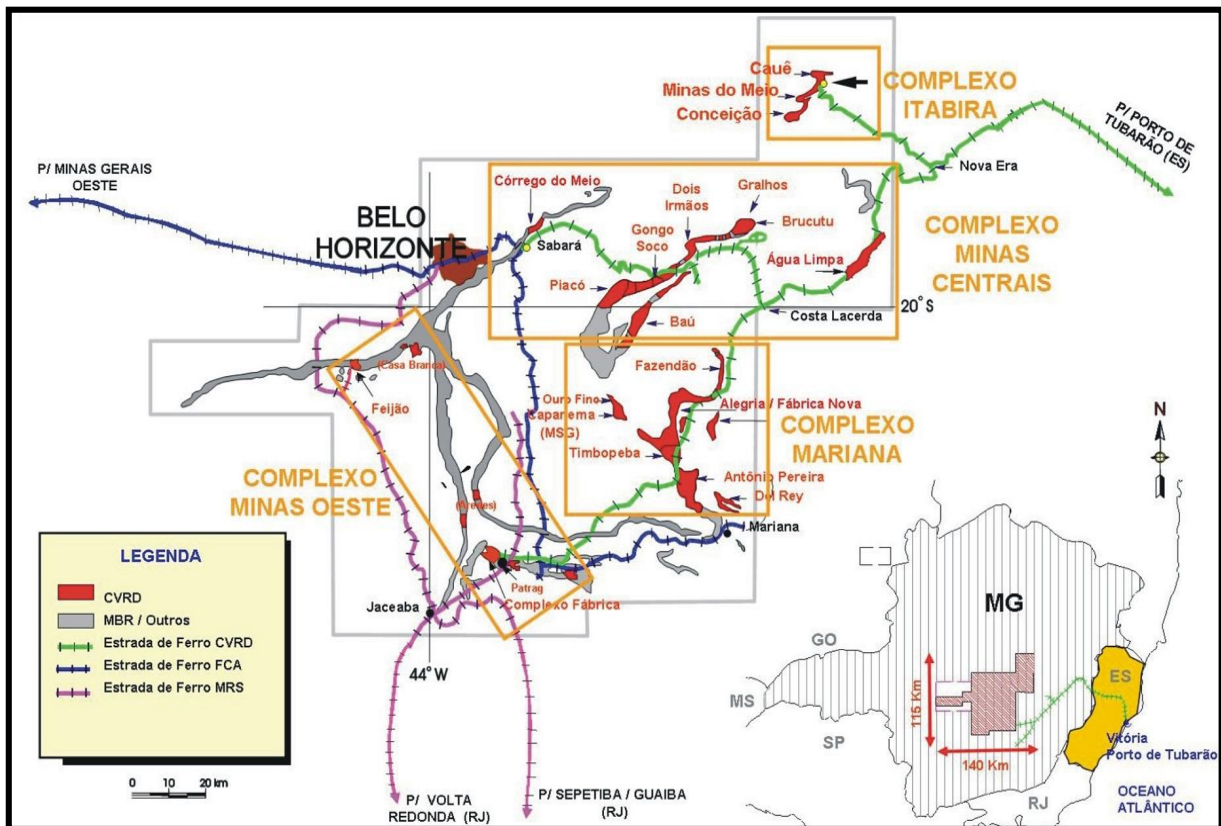 Cauê
Minas do Meio
Conceição
COMPLEXO
ITABIRA
P/ PORTO DE
TUBARÃO (ES)
Nova Era
P/ MINAS GERAIS
OESTE
BELO
HORIZONTE
Córrego do Meio
Sabará
Dois
Irmãos
Gralhos
Gongo
Soco
Brucutu
Água Limpa
Piacó
Baú
COMPLEXO
MINAS
CENTRAIS
20° S
Costa Lacerda
(Casa Branca)
Feijão
Fazendão
Ouro Fino
Capanema
(MSG)
Alegria / Fábrica Nova
Timbopeba
COMPLEXO
MARIANA
Antônio Pereira
Del Rey
Mariana
COMPLEXO
MINAS OESTE
Patrag
Complexo Fábrica
Jaceaba
44° W
LEGENDA
CVRD
MBR / Outros
Estrada de Ferro CVRD
Estrada de Ferro FCA
Estrada de Ferro MRS
0 10 20 km
P/ VOLTA
REDONDA (RJ)
P/ SEPETIBA / GUAIBA
(RJ)
N
MG
GO
MS
SP
RJ
ES
115 Km
140 Km
Vitória
Porto de Tubarão
OCEANO
ATLÂNTICO